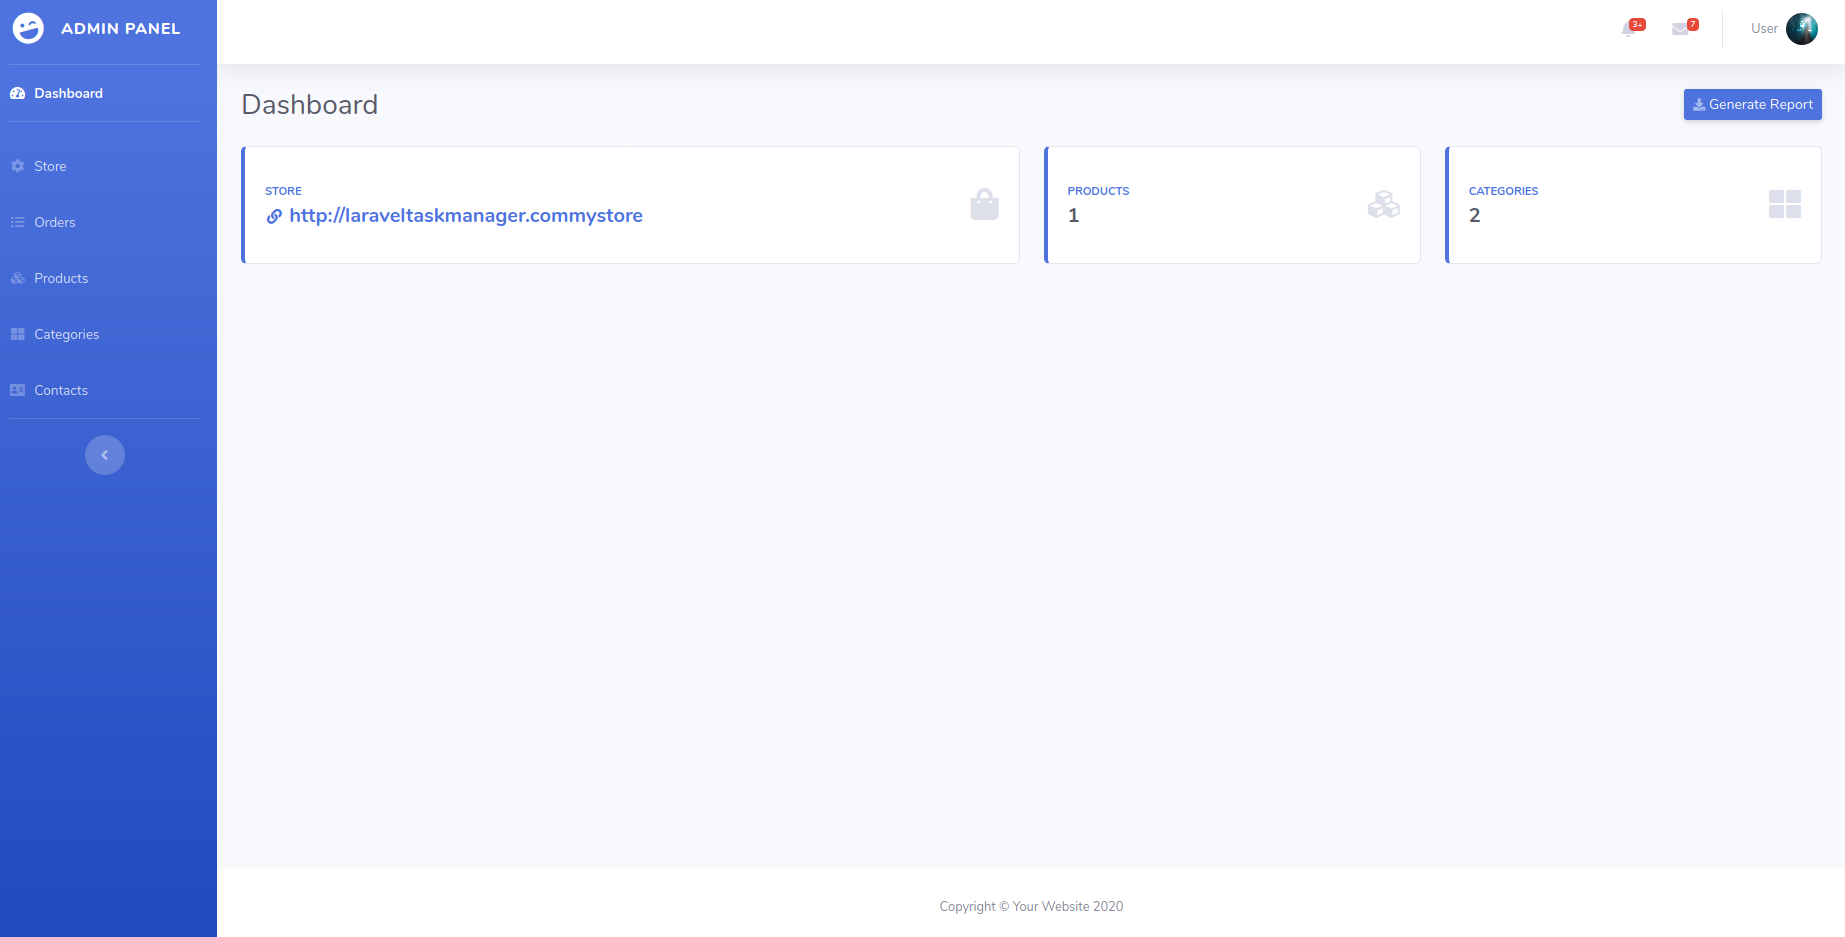 ADMIN PANEL
Dashboard
Store
Orders
Products
Categories
Contacts
3+
7
User
Dashboard
Generate Report
STORE
http://laraveltaskmanager.commystore
PRODUCTS
1
CATEGORIES
2
Copyright © Your Website 2020